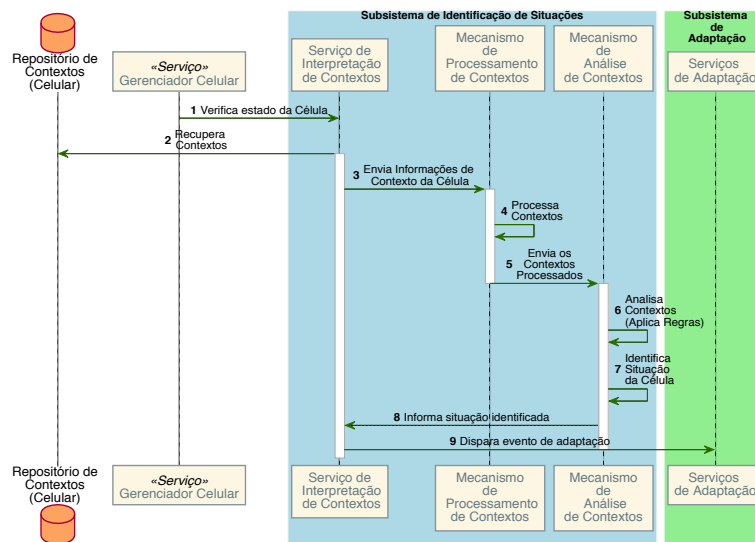 Subsistema de Identificação de Situações
Subsistema
de
Adaptação
Repositório de
Contextos
(Celular)
«Serviço»
Gerenciador Celular
Serviço de
Interpretação
de Contextos
Mecanismo
de
Processamento
de Contextos
Mecanismo
de
Análise
de Contextos
Serviços
de Adaptação
1 Verifica estado da Célula
2 Recupera
Contextos
3 Envia Informações de
Contexto da Célula
4 Processa
Contextos
5 Envia os
Contextos
Processados
6 Analisa
Contextos
(Aplica Regras)
7 Identifica
Situação
da Célula
8 Informa situação identificada
9 Dispara evento de adaptação
Repositório de
Contextos
(Celular)
«Serviço»
Gerenciador Celular
Serviço de
Interpretação
de Contextos
Mecanismo
de
Processamento
de Contextos
Mecanismo
de
Análise
de Contextos
Serviços
de Adaptação